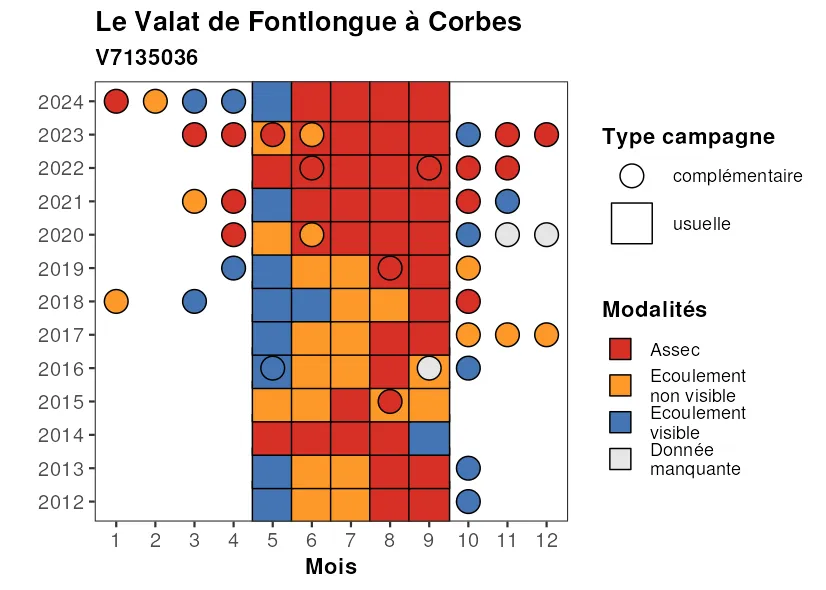 Le Valat de Fontlongue à Corbes
V7135036
2024
2023
2022
2021
2020
2019
2018
2017
2016
2015
2014
2013
2012
1 2 3 4 5 6 7 8 9 10 11 12
Mois
Type campagne
complémentaire
usuelle
Modalités
Assec
Ecoulement
non visible
Ecoulement
visible
Donnée
manquante